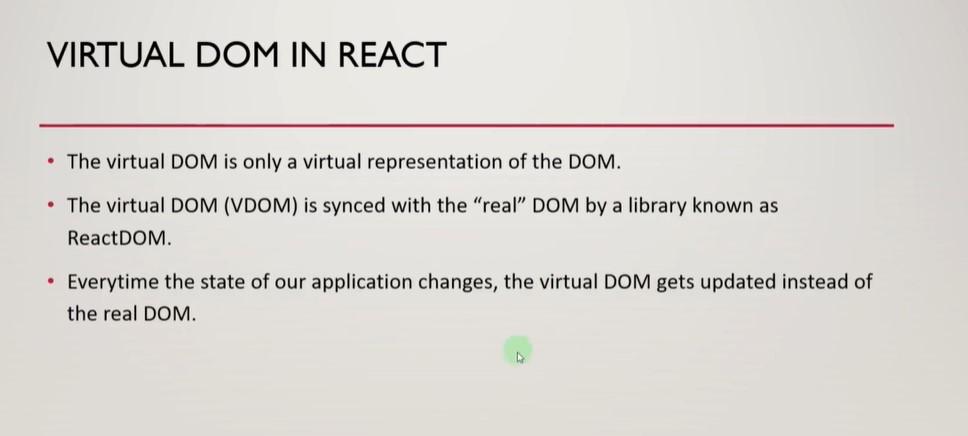 VIRTUAL DOM IN REACT
• The virtual DOM is only a virtual representation of the DOM.
• The virtual DOM (VDOM) is synced with the “real” DOM by a library known as
ReactDOM.
• Everytime the state of our application changes, the virtual DOM gets updated instead of
the real DOM.